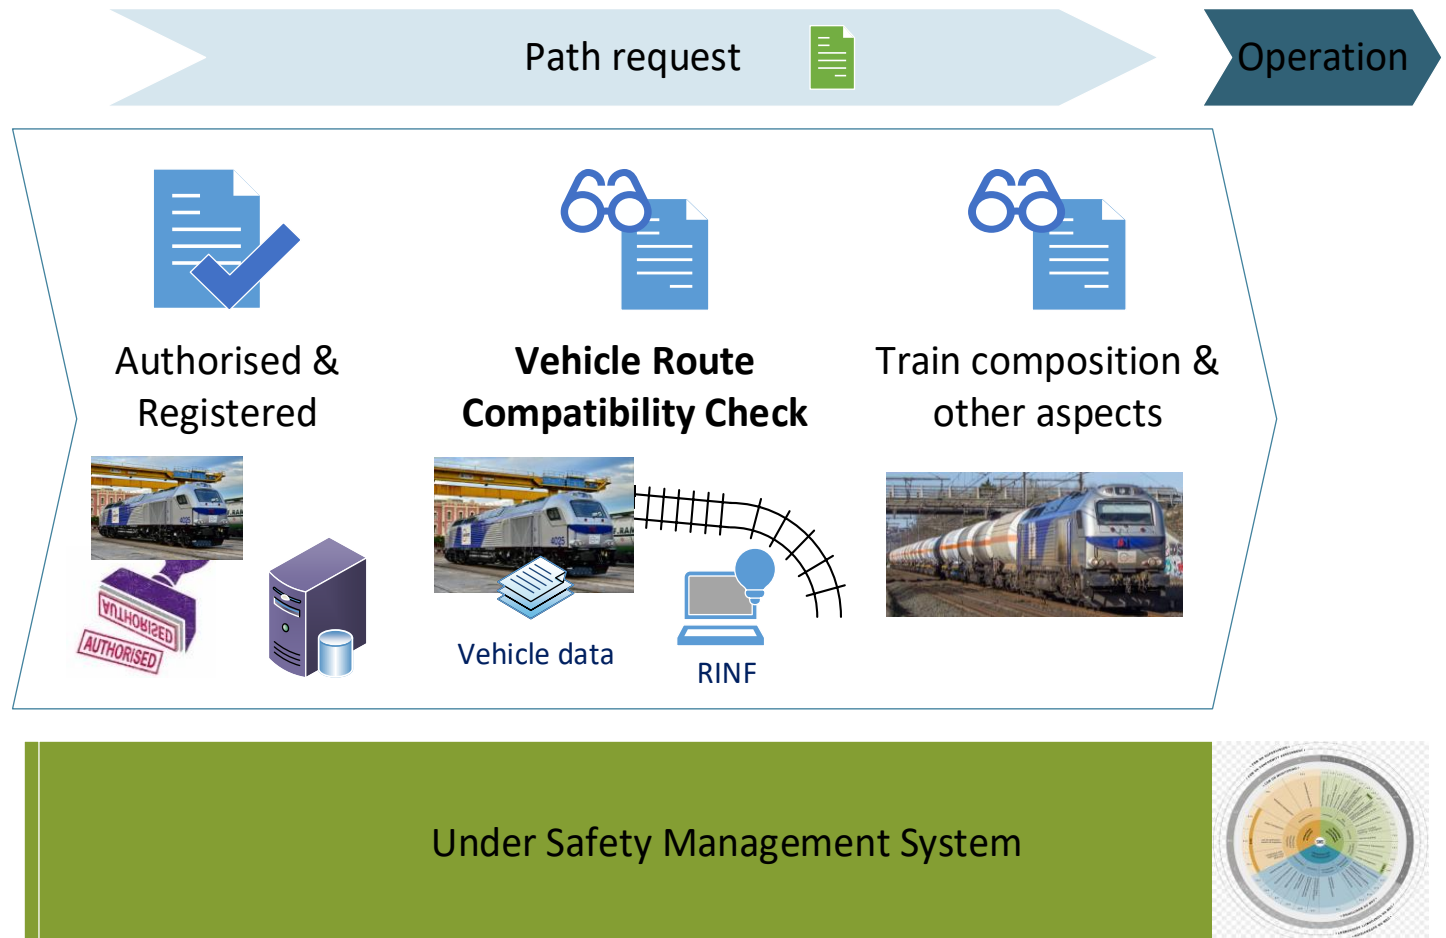 Path request
Operation
Authorised &
Registered
Vehicle Route
Compatibility Check
Train composition &
other aspects
4025
AUTHORISED
AUTHORISED
Vehicle data
RINF
Under Safety Management System